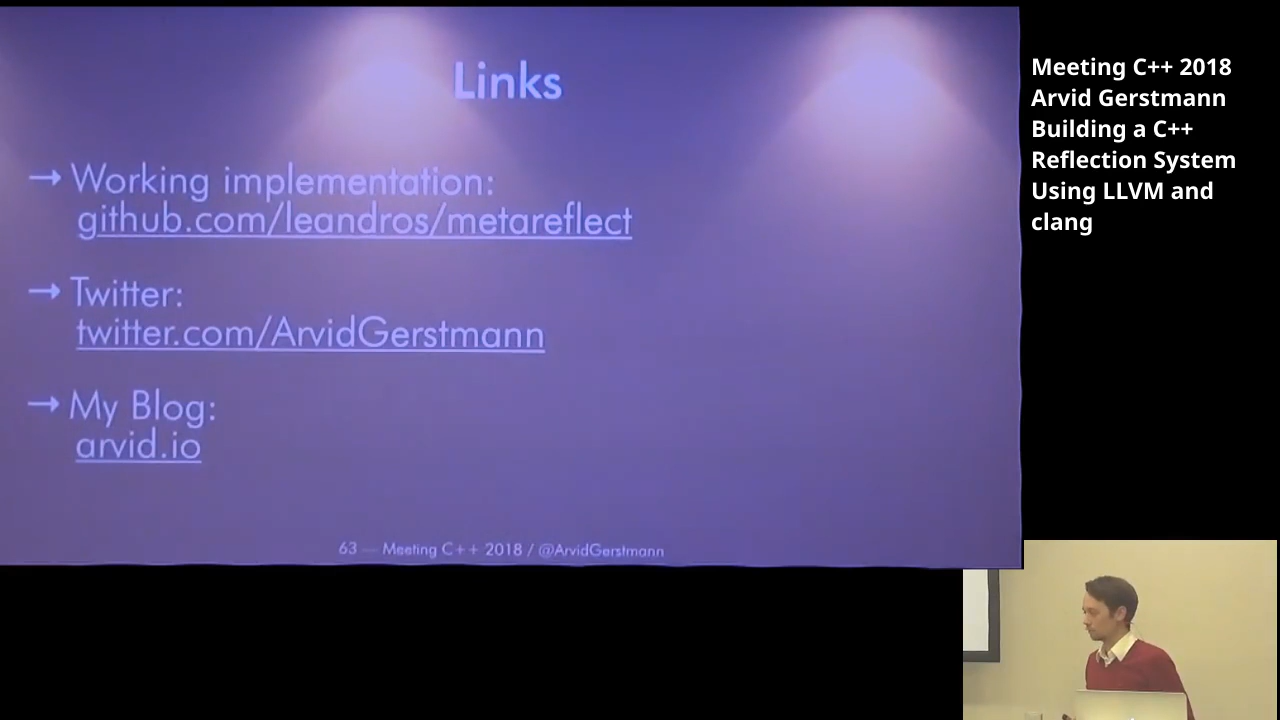 Links
→ Working implementation:
github.com/leandros/metareflect
→ Twitter:
twitter.com/ArvidGerstmann
→ My Blog:
arvid.io
63 — Meeting C++ 2018 / @ArvidGerstmann
Meeting C++ 2018
Arvid Gerstmann
Building a C++
Reflection System
Using LLVM and
clang